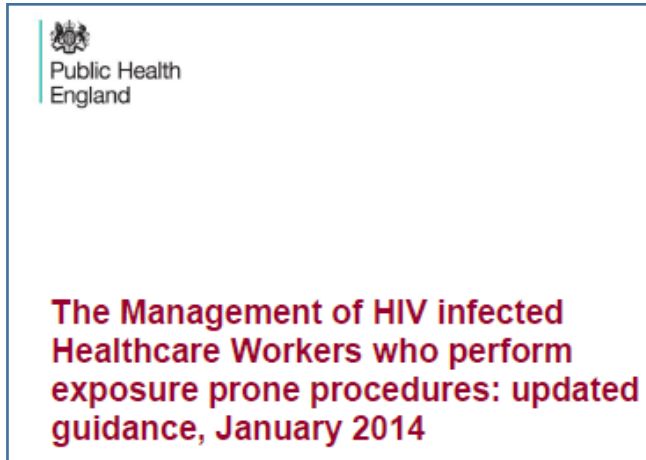 Public Health
England
The Management of HIV infected
Healthcare Workers who perform
exposure prone procedures: updated
guidance, January 2014